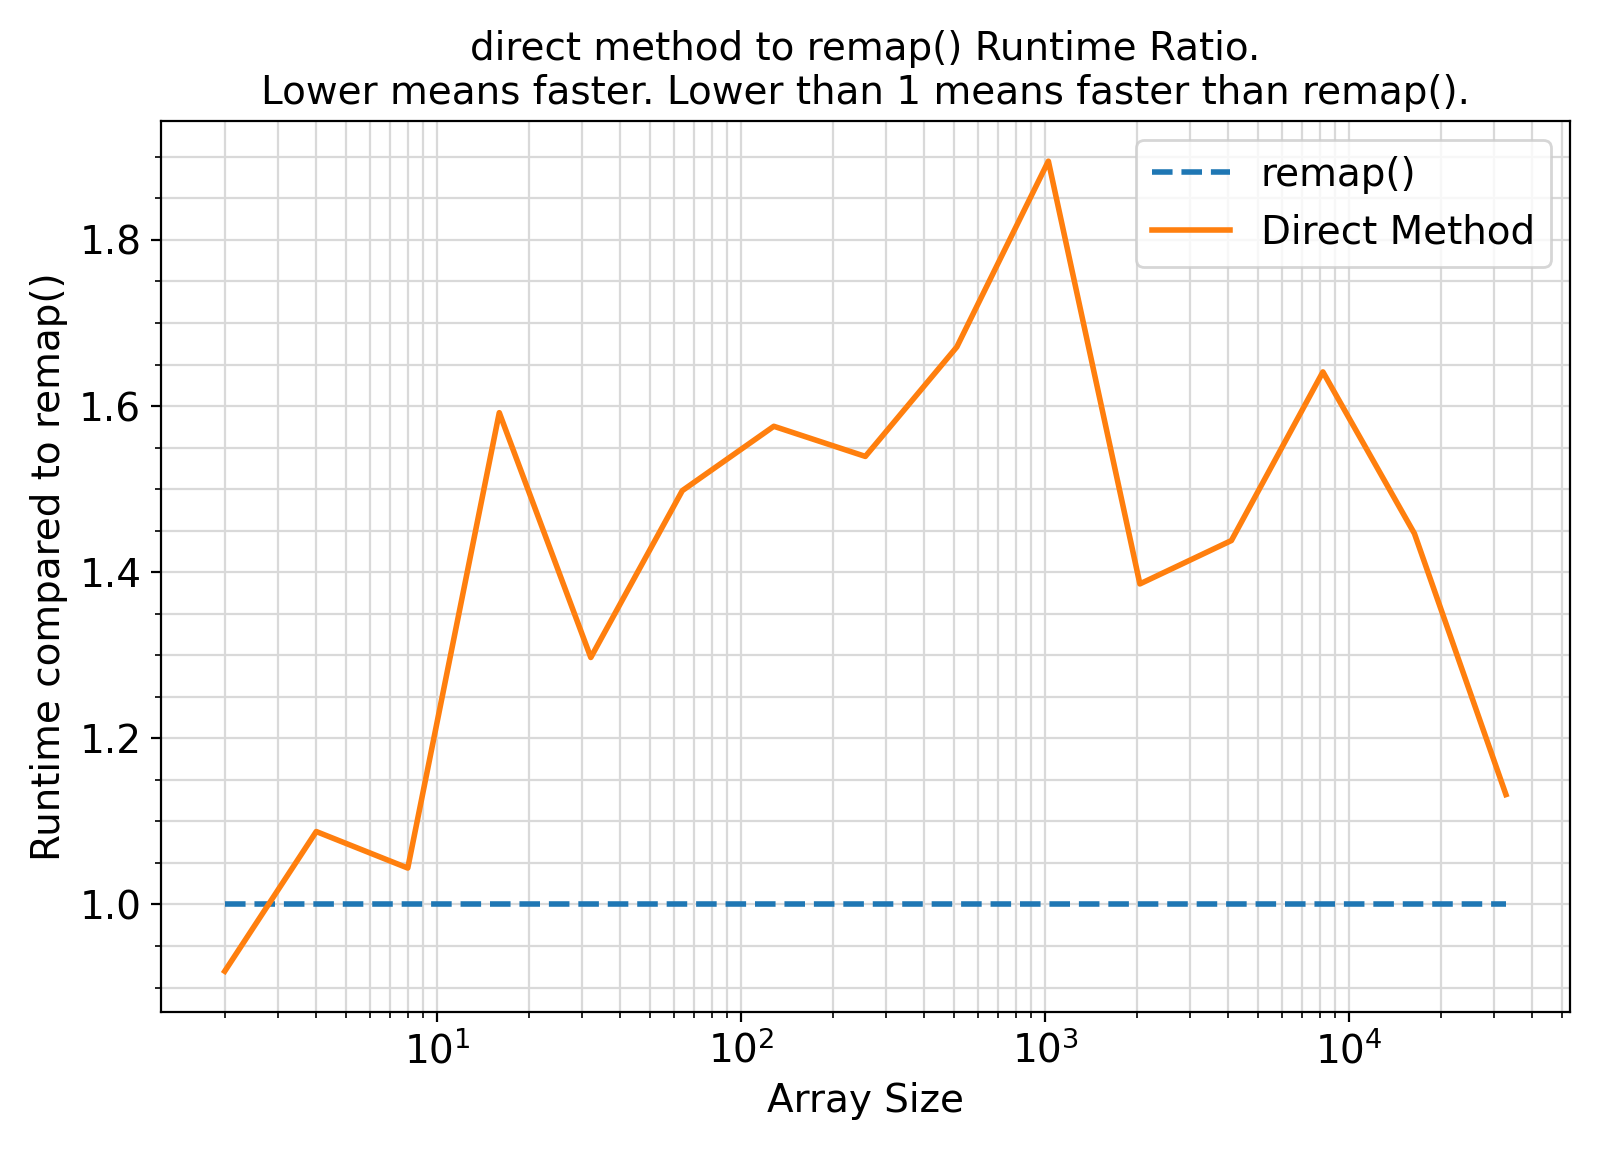 direct method to remap() Runtime Ratio.
Lower means faster. Lower than 1 means faster than remap().
remap()
Direct Method
Runtime compared to remap()
1.8
1.6
1.4
1.2
1.0
10¹ 10² 10³ 10⁴
Array Size